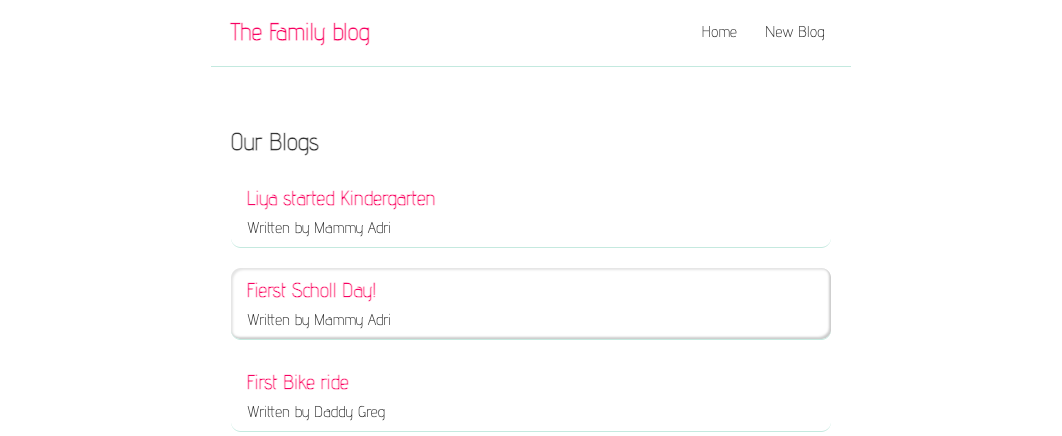 The Family blog
Home New Blog
Our Blogs
Liya started Kindergarten
Written by Mammy Adri
Fierst Scholl Day!
Written by Mammy Adri
First Bike ride
Written by Daddy Greg